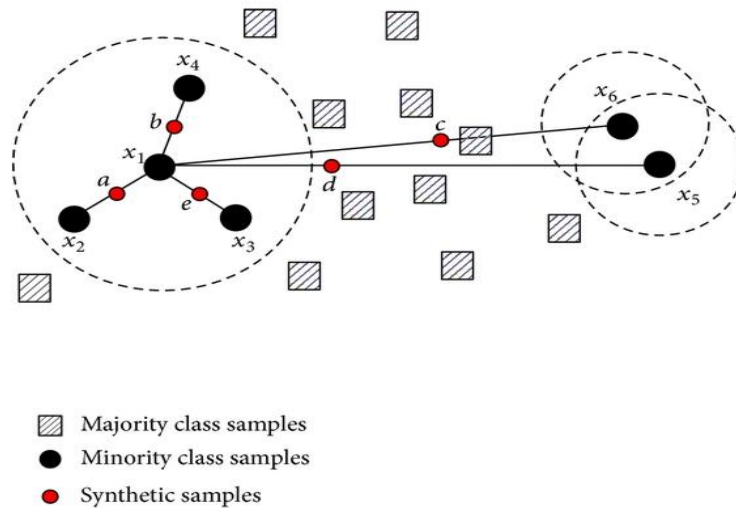 x4
b
x1
a
e
x2
x3
c
d
x6
x5
Majority class samples
Minority class samples
Synthetic samples